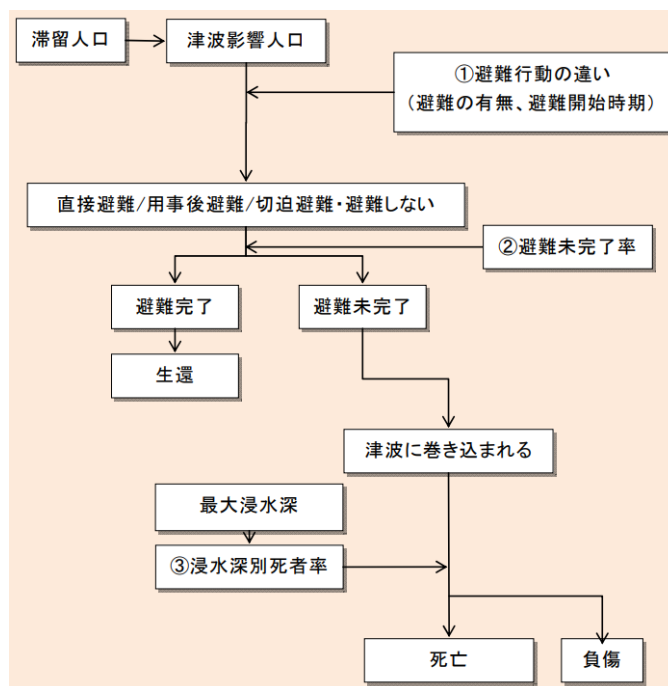 滞留人口
津波影響人口
①避難行動の違い
(避難の有無、避難開始時期)
直接避難/用事後避難/切迫避難・避難しない
②避難未完了率
避難完了
避難未完了
生還
津波に巻き込まれる
最大浸水深
③浸水深別死者率
死亡
負傷